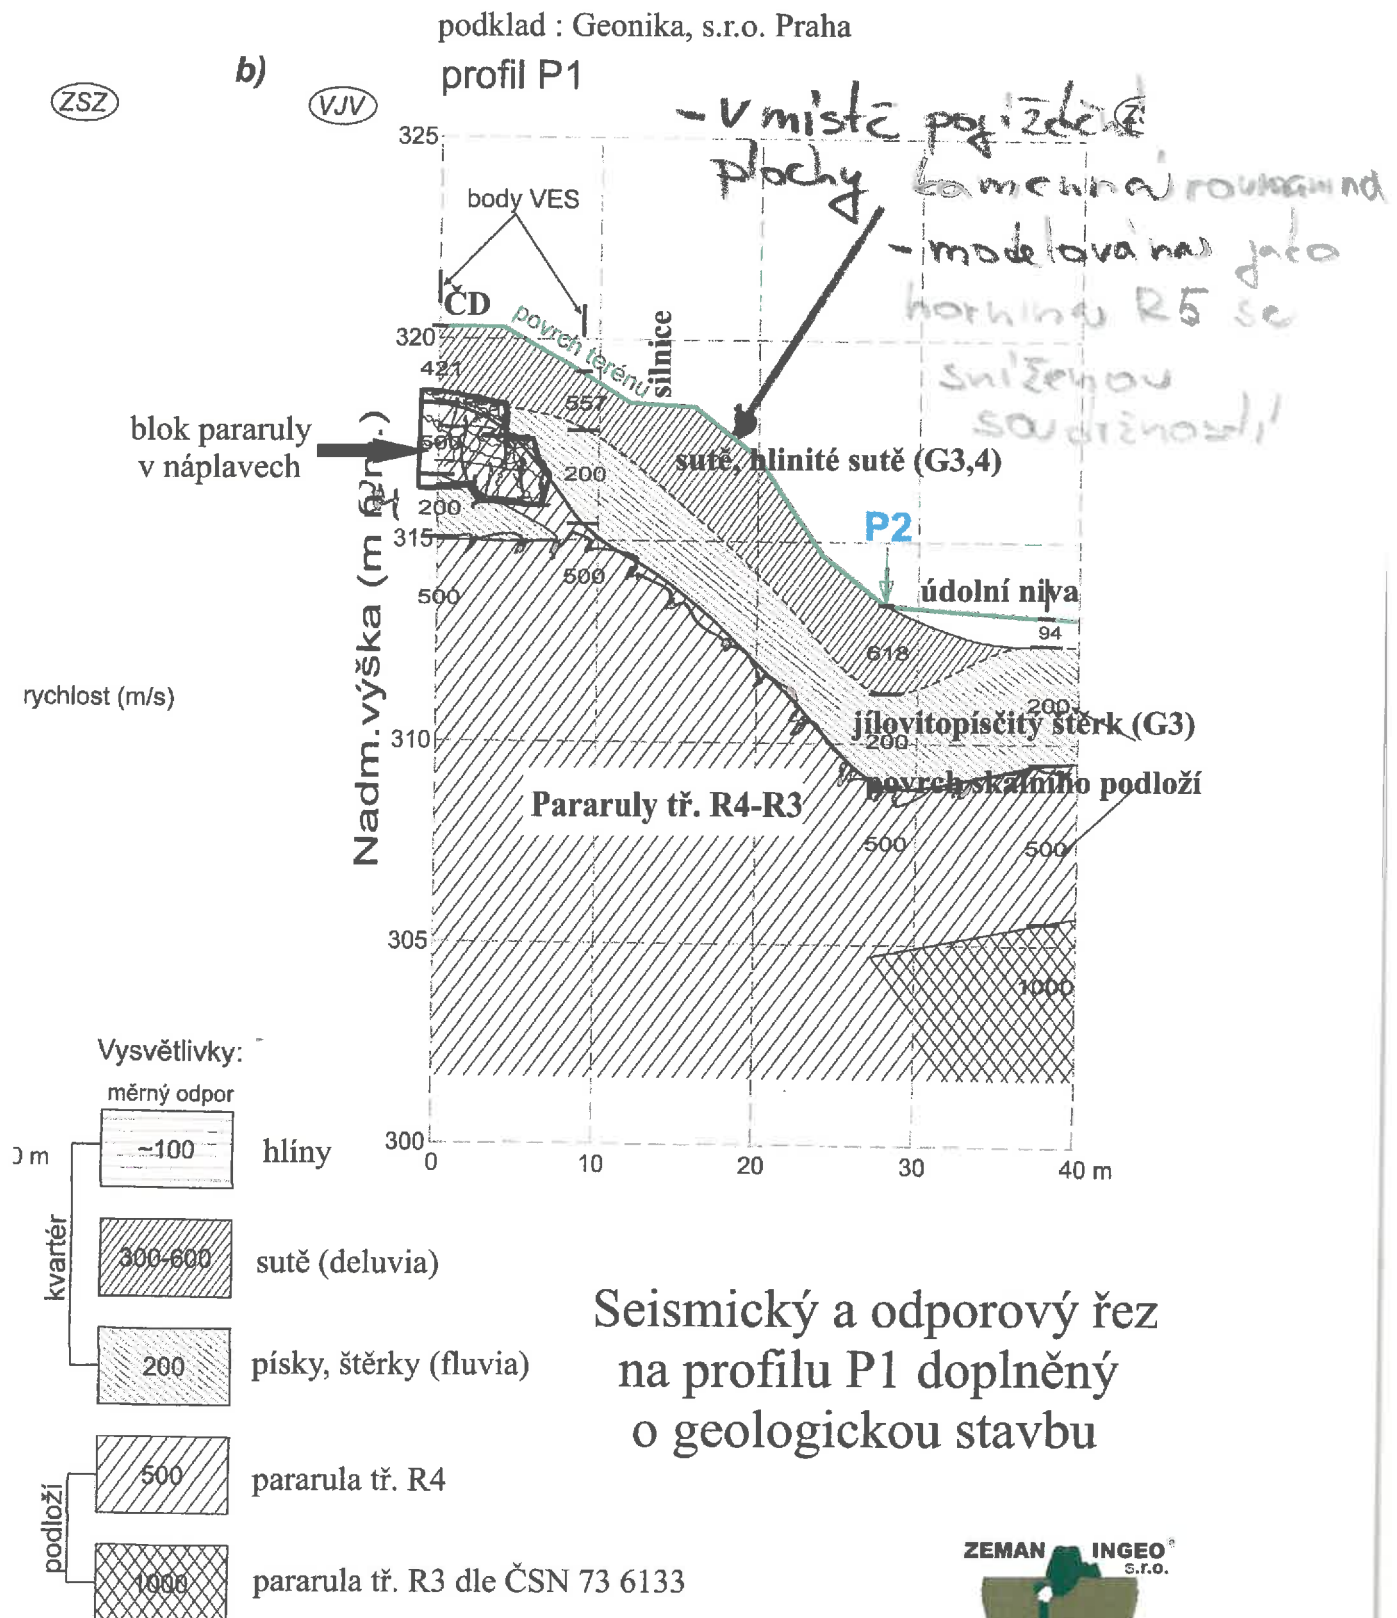 podklad : Geonika, s.r.o. Praha
b)
profil P1
ZSZ
VJV
- V místě
plochy kamenná rovnanina
- modelována jako
hornina R5 se
sníženou
soudržností
325
body VES
ČD
povrch terénu
silnice
320
421
557
blok pararuly
v náplavech
500
200
sutě, hlinité sutě (G3,4)
200
P2
315
500
500
údolní niva
94
618
Nadm.výška (m n.m.)
rychlost (m/s)
200
jílovitopísčitý štěrk (G3)
310
200
povrch skalního podloží
Pararuly tř. R4-R3
500
500
305
1000
300
0
10
20
30
40 m
Vysvětlivky:
měrný odpor
0 m
~100
hlíny
kvartér
300-600
sutě (deluvia)
200
písky, štěrky (fluvia)
podloží
500
pararula tř. R4
1000
pararula tř. R3 dle ČSN 73 6133
Seismický a odporový řez
na profilu P1 doplněný
o geologickou stavbu
ZEMAN INGEO®
s.r.o.